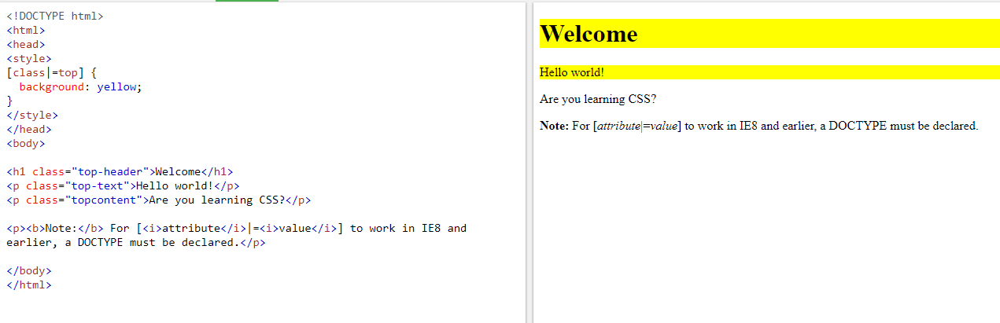 <!DOCTYPE html>
<html>
<head>
<style>
[class|=top] {
  background: yellow;
}
</style>
</head>
<body>

<h1 class="top-header">Welcome</h1>
<p class="top-text">Hello world!</p>
<p class="topcontent">Are you learning CSS?</p>

<p><b>Note:</b> For [<i>attribute</i>|=<i>value</i>] to work in IE8 and
earlier, a DOCTYPE must be declared.</p>

</body>
</html>
Welcome
Hello world!
Are you learning CSS?
Note: For [attribute|=value] to work in IE8 and earlier, a DOCTYPE must be declared.